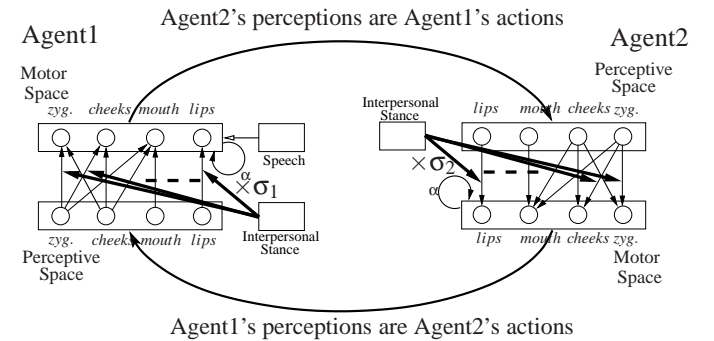 Agent2's perceptions are Agent1's actions
Agent1
Agent2
Motor
Space
Perceptive
Space
zyg. cheeks mouth lips
Interpersonal
Stance
lips mouth cheeks zyg.
Speech
α
×σ1
×σ2
α
Interpersonal
Stance
zyg. cheeks mouth lips
Perceptive
Space
lips mouth cheeks zyg.
Motor
Space
Agent1's perceptions are Agent2's actions